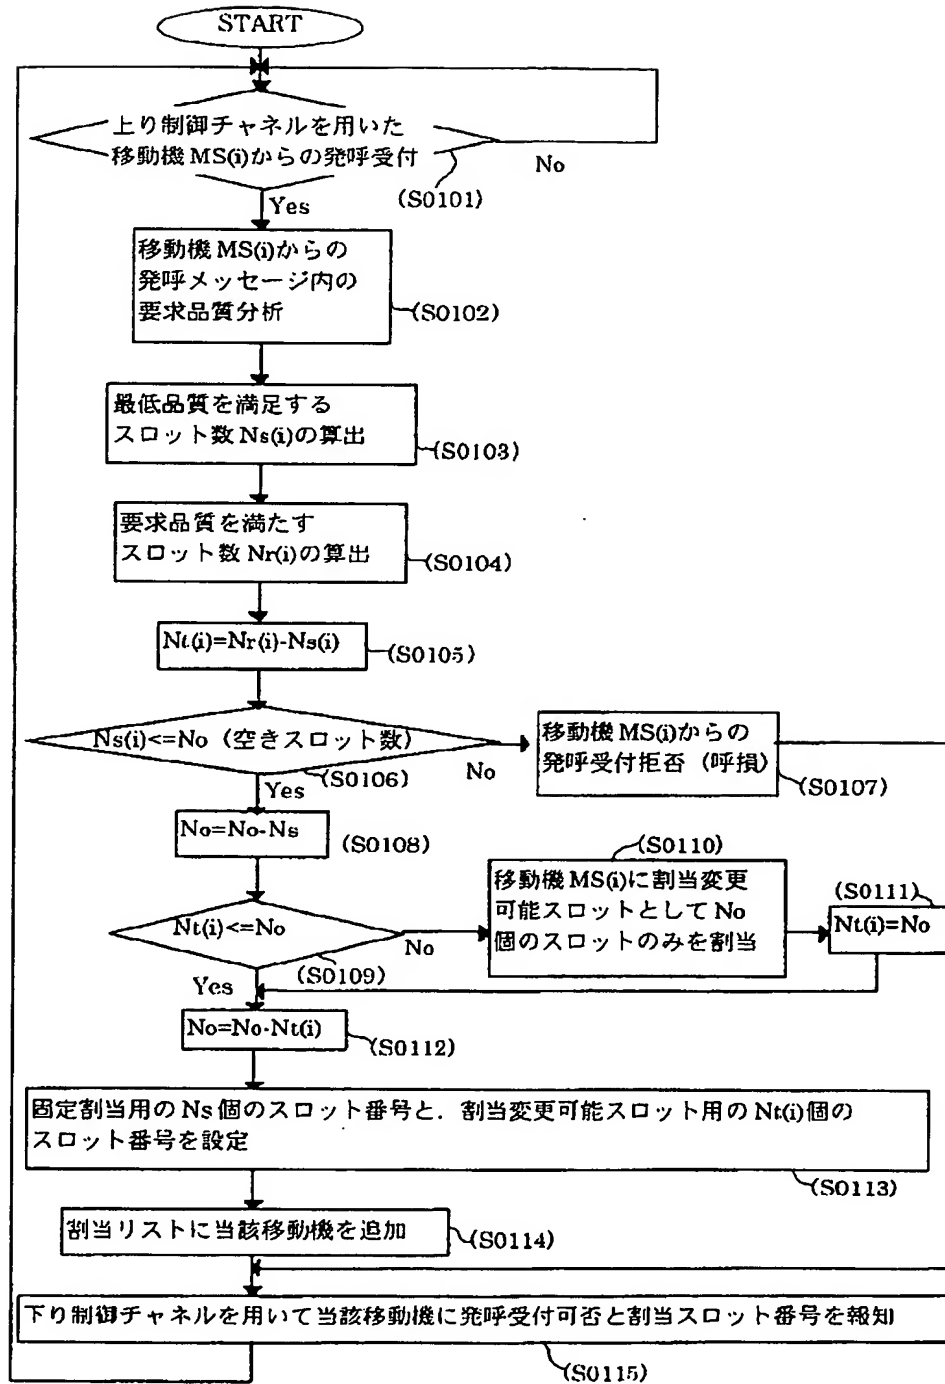 START
上り制御チャネルを用いた
移動機MS(i)からの発呼受付
No
(S0101)
Yes
移動機MS(i)からの
発呼メッセージ内の
要求品質分析
(S0102)
最低品質を満足する
スロット数Ns(i)の算出
(S0103)
要求品質を満たす
スロット数Nr(i)の算出
(S0104)
Nt(i)=Nr(i)-Ns(i)
(S0105)
Ns(i)<=No（空きスロット数）
(S0106)
No
Yes
移動機MS(i)からの
発呼受付拒否（呼損）
(S0107)
No=No-Ns
(S0108)
Nt(i)<=No
(S0109)
No
Yes
(S0110)
移動機MS(i)に割当変更
可能スロットとしてNo
個のスロットのみを割当
(S0111)
Nt(i)=No
No=No-Nt(i)
(S0112)
固定割当用のNs個のスロット番号と．割当変更可能スロット用のNt(i)個の
スロット番号を設定
(S0113)
割当リストに当該移動機を追加
(S0114)
下り制御チャネルを用いて当該移動機に発呼受付可否と割当スロット番号を報知
(S0115)